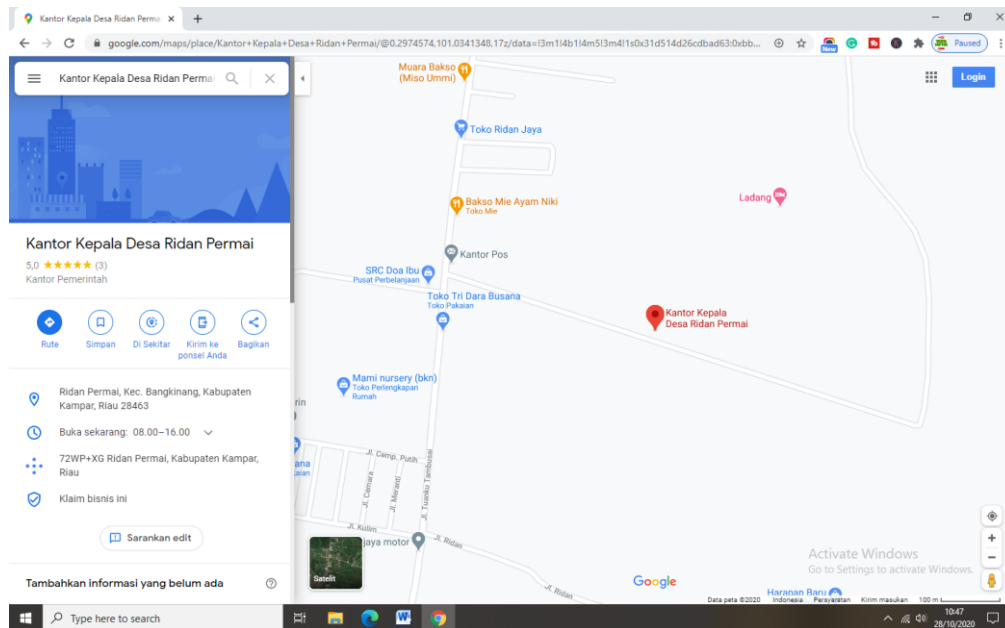 Kantor Kepala Desa Ridan Perma
google.com/maps/place/Kantor+Kepala+Desa+Ridan+Permai/@0.2974574,101.0341348,17z/data=!3m1!4b1!4m5!3m4!1s0x31d514d26cdbad63:0xbb...
New
Paused
Kantor Kepala Desa Ridan Permai
Login
Kantor Kepala Desa Ridan Permai
5,0 ★★★★★ (3)
Kantor Pemerintah
Rute
Simpan
Di Sekitar
Kirim ke
ponsel Anda
Bagikan
Ridan Permai, Kec. Bangkinang, Kabupaten
Kampar, Riau 28463
Buka sekarang: 08.00–16.00
72WP+XG Ridan Permai, Kabupaten Kampar,
Riau
Klaim bisnis ini
Sarankan edit
Tambahkan informasi yang belum ada
Muara Bakso
(Miso Ummi)
Toko Ridan Jaya
Bakso Mie Ayam Niki
Toko Mie
Ladang
Kantor Pos
SRC Doa Ibu
Pusat Perbelanjaan
Toko Tri Dara Busana
Toko Pakaian
Kantor Kepala
Desa Ridan Permai
Mami nursery (bkn)
Toko Perlengkapan
Rumah
rin
ana
aian
Jl. Cemp. Putih
Jl. Cemara
Jl. Meranti
Jl. Tuanku Tambusai
Jl. Kulim
jaya motor
Jl. Ridan
Jl. Ridan
Satelit
Google
Harapan Baru
Activate Windows
Go to Settings to activate Windows.
Data peta ©2020 Indonesia Persyaratan Kirim masukan 100 m
Type here to search
10:47
28/10/2020